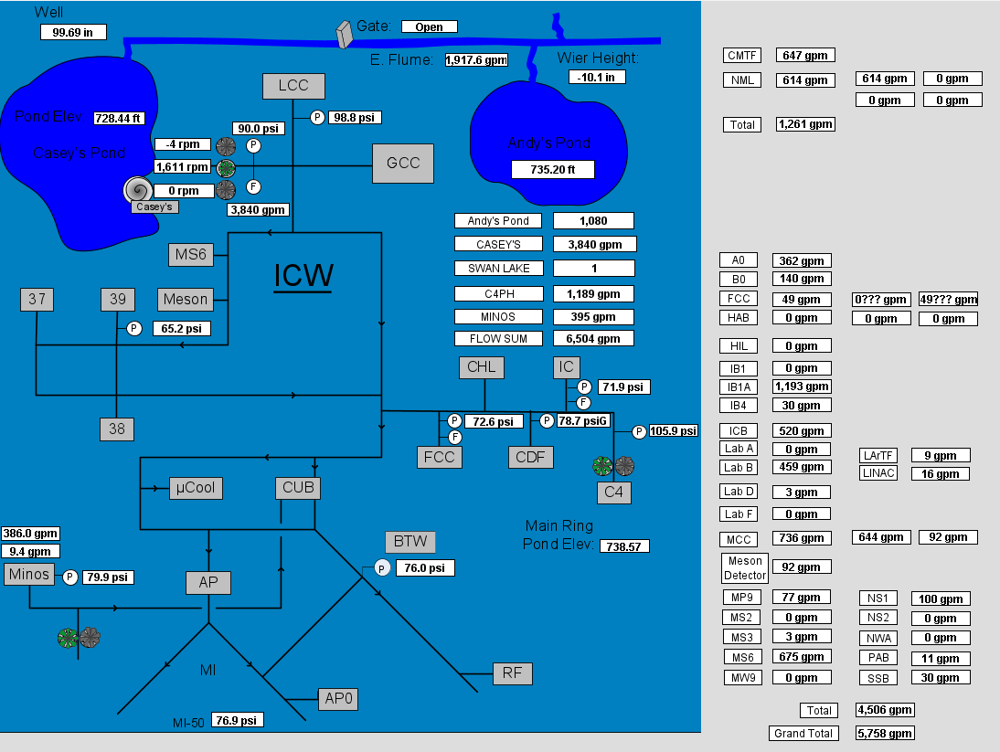 Well
99.69 in
Gate: Open
E. Flume: 1,917.6 gpm
Wier Height:
-10.1 in
Pond Elev: 728.44 ft
Casey's Pond
LCC
P 98.8 psi
90.0 psi
-4 rpm P
1,611 rpm
0 rpm F
Casey's
3,840 gpm
GCC
Andy's Pond
735.20 ft
Andy's Pond 1,080
CASEY'S 3,840 gpm
SWAN LAKE 1
C4PH 1,189 gpm
MINOS 395 gpm
FLOW SUM 6,504 gpm
MS6
ICW
37
39
Meson
P 65.2 psi
38
CHL
IC
P 71.9 psi
F
P 72.6 psi
F
P 78.7 psiG
P 105.9 psi
FCC
CDF
C4
µCool
CUB
Main Ring
Pond Elev: 738.57
386.0 gpm
9.4 gpm
Minos P 79.9 psi
BTW
P 76.0 psi
AP
MI
RF
AP0
MI-50 76.9 psi
CMTF 647 gpm
NML 614 gpm 614 gpm 0 gpm
0 gpm 0 gpm
Total 1,261 gpm
A0 362 gpm
B0 140 gpm
FCC 49 gpm 0??? gpm 49??? gpm
HAB 0 gpm 0 gpm 0 gpm
HIL 0 gpm
IB1 0 gpm
IB1A 1,193 gpm
IB4 30 gpm
ICB 520 gpm
Lab A 0 gpm LArTF 9 gpm
Lab B 459 gpm LINAC 16 gpm
Lab D 3 gpm
Lab F 0 gpm
MCC 736 gpm 644 gpm 92 gpm
Meson
Detector 92 gpm
MP9 77 gpm NS1 100 gpm
MS2 0 gpm NS2 0 gpm
MS3 3 gpm NWA 0 gpm
MS6 675 gpm PAB 11 gpm
MW9 0 gpm SSB 30 gpm
Total 4,506 gpm
Grand Total 5,758 gpm